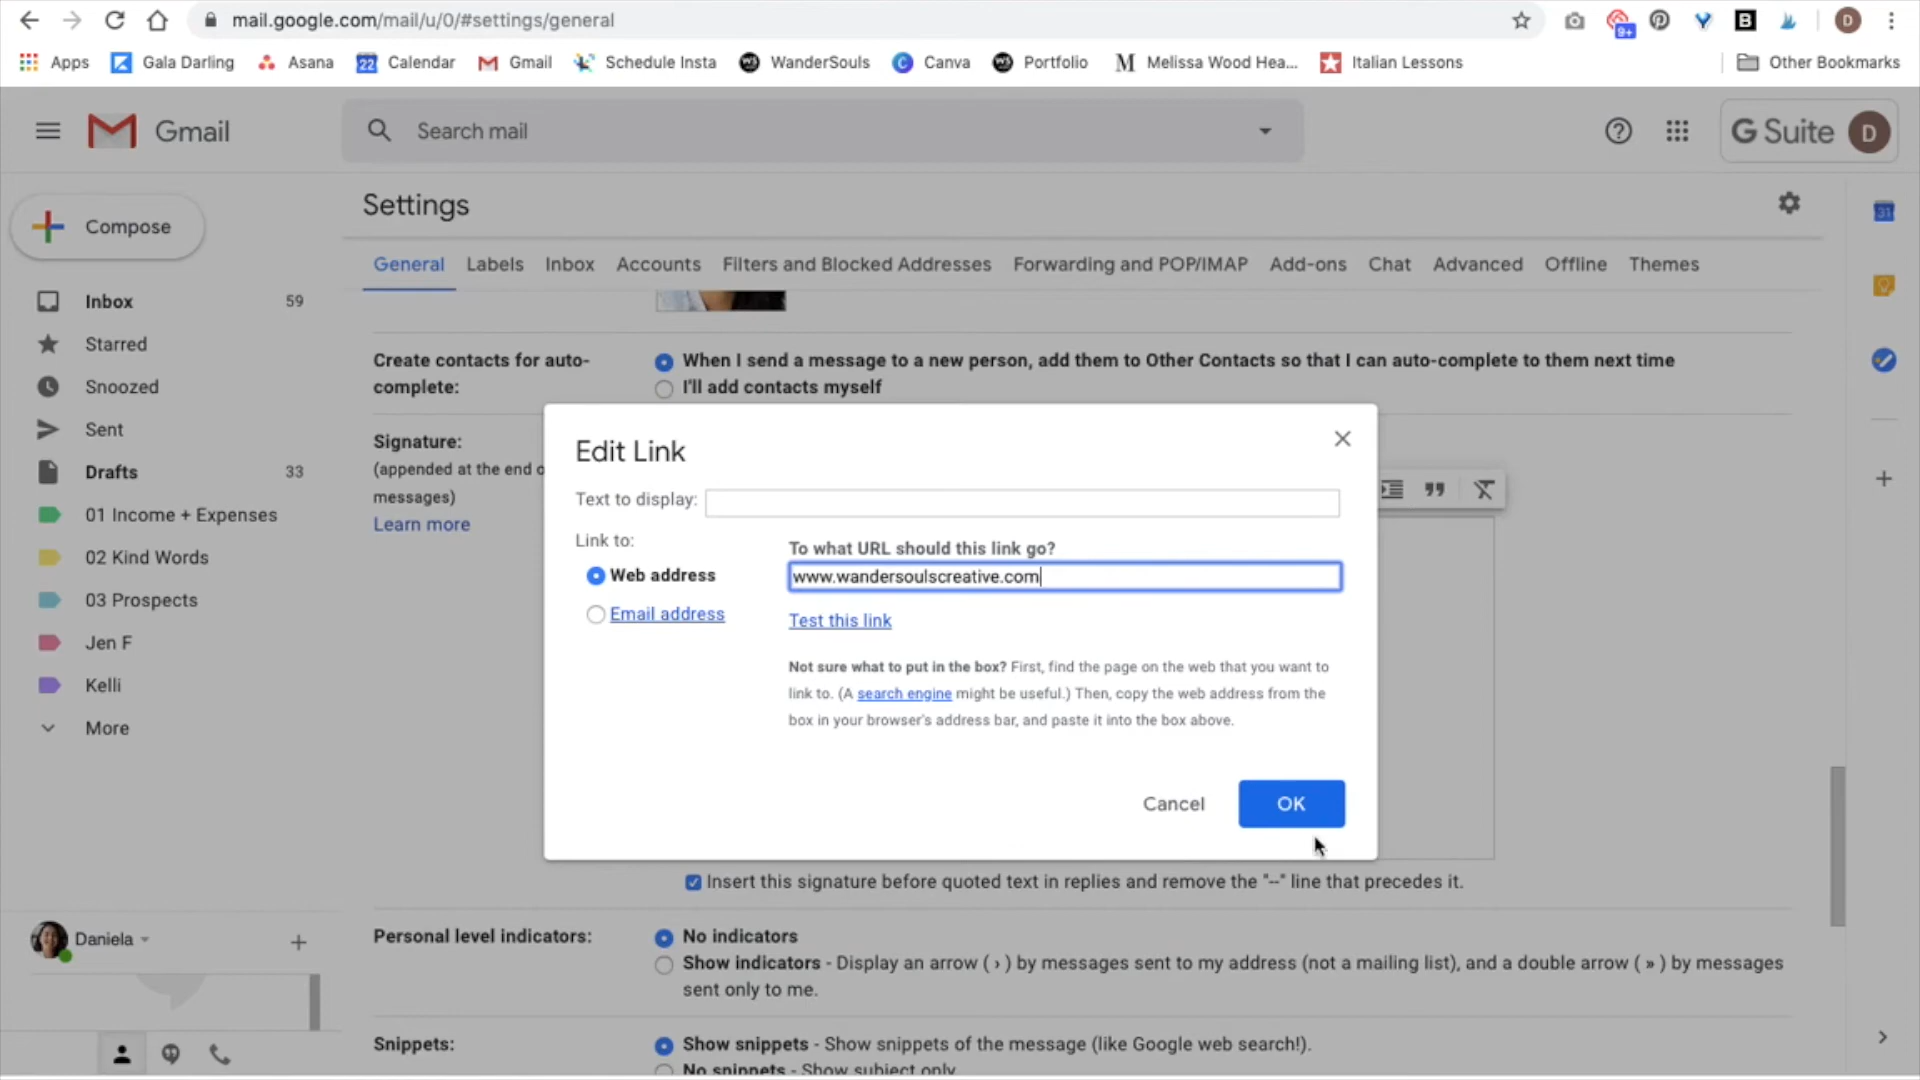 mail.google.com/mail/u/0/#settings/general
9+
B
D
Apps
Gala Darling
Asana
22
Calendar
Gmail
Schedule Insta
WanderSouls
C
Canva
Portfolio
M
Melissa Wood Hea...
Italian Lessons
Other Bookmarks
Gmail
Search mail
G Suite
D
Compose
Settings
31
General
Labels
Inbox
Accounts
Filters and Blocked Addresses
Forwarding and POP/IMAP
Add-ons
Chat
Advanced
Offline
Themes
Inbox
59
Starred
Snoozed
Sent
Drafts
33
01 Income + Expenses
02 Kind Words
03 Prospects
Jen F
Kelli
More
Create contacts for auto-
complete:
When I send a message to a new person, add them to Other Contacts so that I can auto-complete to them next time
I'll add contacts myself
Signature:
(appended at the end o
messages)
Learn more
Edit Link
Text to display:
Link to:
Web address
Email address
To what URL should this link go?
www.wandersoulscreative.com
Test this link
Not sure what to put in the box? First, find the page on the web that you want to
link to. (A search engine might be useful.) Then, copy the web address from the
box in your browser's address bar, and paste it into the box above.
Cancel
OK
Insert this signature before quoted text in replies and remove the "--" line that precedes it.
Daniela
Personal level indicators:
No indicators
Show indicators - Display an arrow ( › ) by messages sent to my address (not a mailing list), and a double arrow ( » ) by messages
sent only to me.
Snippets:
Show snippets - Show snippets of the message (like Google web search!).
No snippets - Show subject only